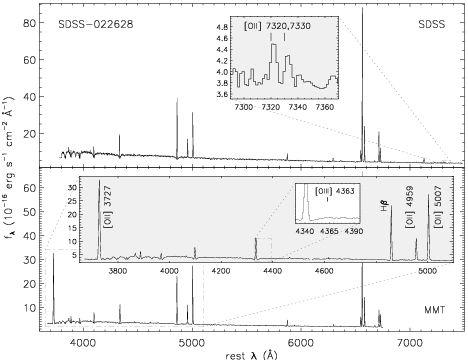 SDSS-022628
SDSS
[OII] 7320,7330
4.8
4.6
4.4
4.2
4.0
3.8
3.6
7300 7320 7340 7360
80
60
40
20
f_λ (10⁻¹⁶ erg s⁻¹ cm⁻² Å⁻¹)
60
50
40
30
20
10
30
25
20
15
10
5
[OII] 3727
[OIII] 4363
4340 4365 4390
Hβ
[OII] 4959
[OII] 5007
3800 4000 4200 4400 4600 5000
MMT
4000 5000 6000 7000
rest λ (Å)